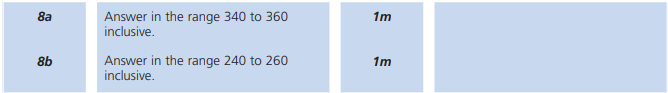 8a Answer in the range 340 to 360 1m
inclusive.
8b Answer in the range 240 to 260 1m
inclusive.